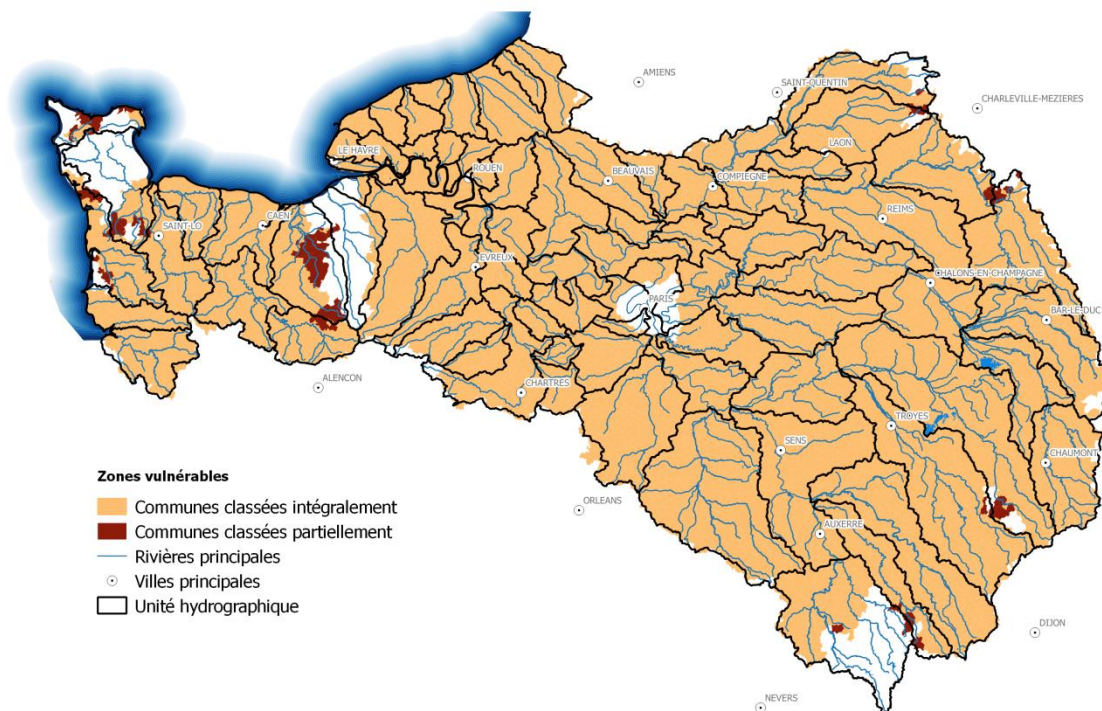 AMIENS
SAINT-QUENTIN
CHARLEVILLE-MEZIERES
LE HAVRE
ROUEN
BEAUVAIS
COMPIEGNE
LAON
REIMS
SAINT-LO
CAEN
EVREUX
PARIS
CHALONS-EN-CHAMPAGNE
BAR-LE-DUC
ALENCON
CHARTRES
TROYES
SENS
CHAUMONT
ORLEANS
AUXERRE
DIJON
NEVERS
Zones vulnérables
Communes classées intégralement
Communes classées partiellement
Rivières principales
Villes principales
Unité hydrographique